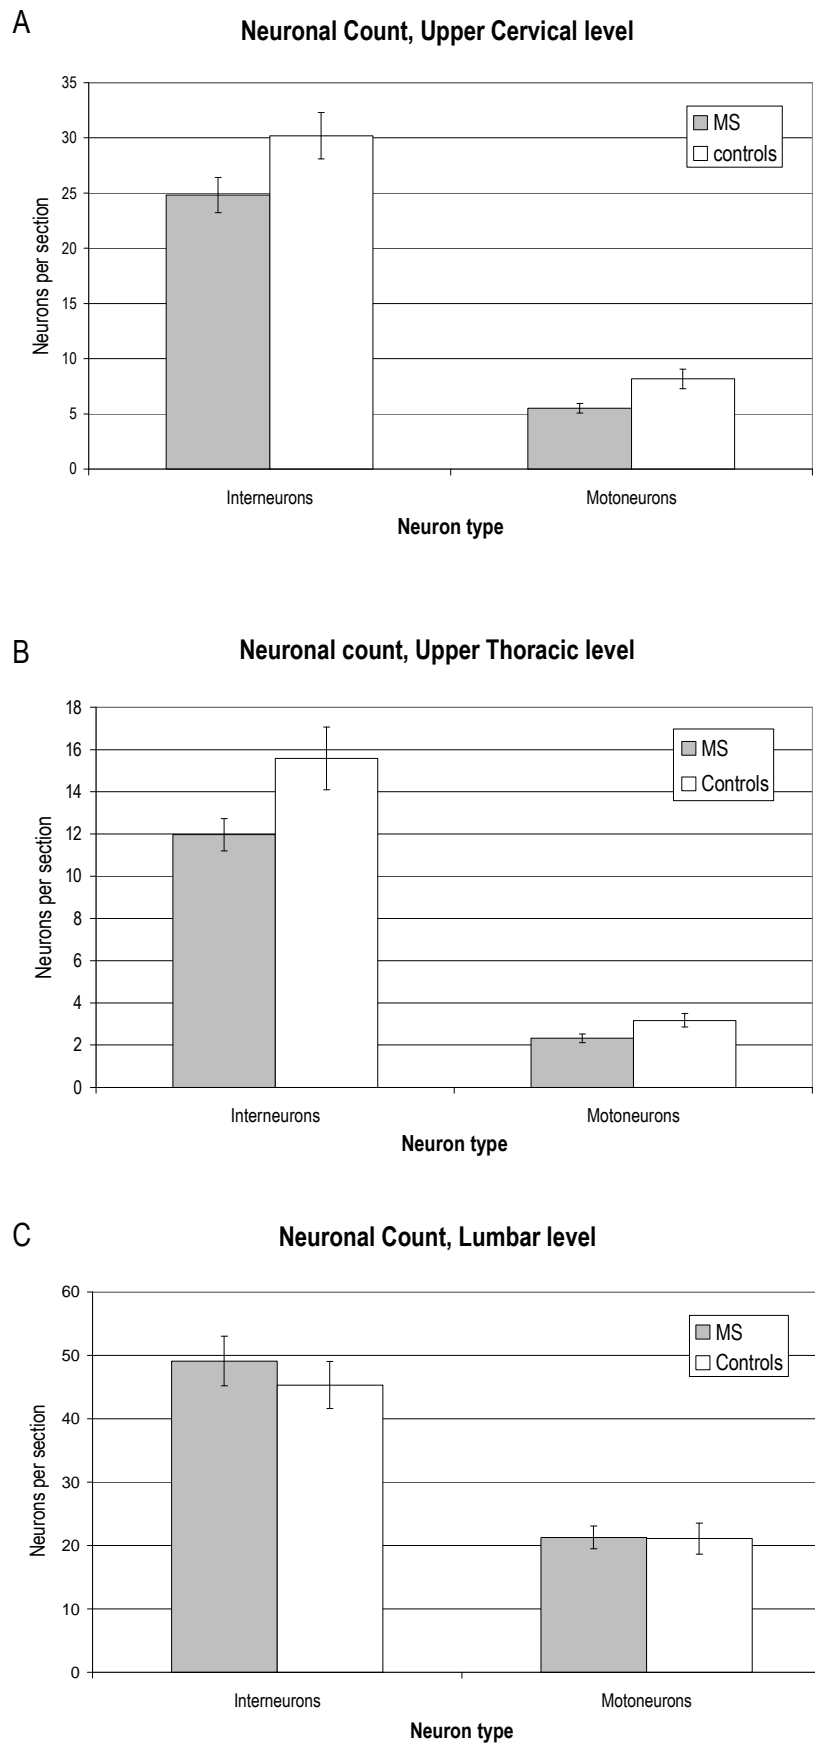 A
Neuronal Count, Upper Cervical level
35
30
25
20
15
10
5
0
Neurons per section
MS
controls
Interneurons
Motoneurons
Neuron type
B
Neuronal count, Upper Thoracic level
18
16
14
12
10
8
6
4
2
0
Neurons per section
MS
Controls
Interneurons
Motoneurons
Neuron type
C
Neuronal Count, Lumbar level
60
50
40
30
20
10
0
Neurons per section
MS
Controls
Interneurons
Motoneurons
Neuron type